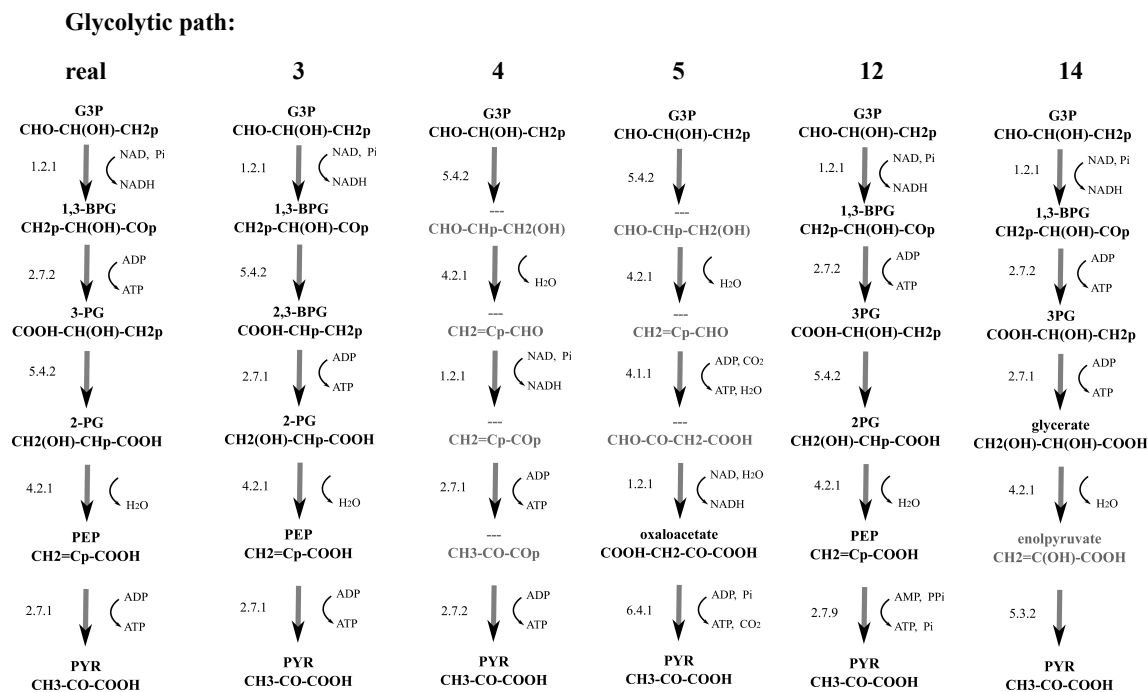 Glycolytic path:
real
G3P
CHO-CH(OH)-CH2p
1.2.1
NAD, Pi
NADH
1,3-BPG
CH2p-CH(OH)-COp
2.7.2
ADP
ATP
3-PG
COOH-CH(OH)-CH2p
5.4.2
2-PG
CH2(OH)-CHp-COOH
4.2.1
H2O
PEP
CH2=Cp-COOH
2.7.1
ADP
ATP
PYR
CH3-CO-COOH
3
G3P
CHO-CH(OH)-CH2p
1.2.1
NAD, Pi
NADH
1,3-BPG
CH2p-CH(OH)-COp
5.4.2
2,3-BPG
COOH-CHp-CH2p
2.7.1
ADP
ATP
2-PG
CH2(OH)-CHp-COOH
4.2.1
H2O
PEP
CH2=Cp-COOH
2.7.1
ADP
ATP
PYR
CH3-CO-COOH
4
G3P
CHO-CH(OH)-CH2p
5.4.2
---
CHO-CHp-CH2(OH)
4.2.1
H2O
---
CH2=Cp-CHO
1.2.1
NAD, Pi
NADH
---
CH2=Cp-COp
2.7.1
ADP
ATP
---
CH3-CO-COp
2.7.2
ADP
ATP
PYR
CH3-CO-COOH
5
G3P
CHO-CH(OH)-CH2p
5.4.2
---
CHO-CHp-CH2(OH)
4.2.1
H2O
---
CH2=Cp-CHO
4.1.1
ADP, CO2
ATP, H2O
---
CHO-CO-CH2-COOH
1.2.1
NAD, H2O
NADH
oxaloacetate
COOH-CH2-CO-COOH
6.4.1
ADP, Pi
ATP, CO2
PYR
CH3-CO-COOH
12
G3P
CHO-CH(OH)-CH2p
1.2.1
NAD, Pi
NADH
1,3-BPG
CH2p-CH(OH)-COp
2.7.2
ADP
ATP
3PG
COOH-CH(OH)-CH2p
5.4.2
2PG
CH2(OH)-CHp-COOH
4.2.1
H2O
PEP
CH2=Cp-COOH
2.7.9
AMP, PPi
ATP, Pi
PYR
CH3-CO-COOH
14
G3P
CHO-CH(OH)-CH2p
1.2.1
NAD, Pi
NADH
1,3-BPG
CH2p-CH(OH)-COp
2.7.2
ADP
ATP
3PG
COOH-CH(OH)-CH2p
2.7.1
ADP
ATP
glycerate
CH2(OH)-CH(OH)-COOH
4.2.1
H2O
enolpyruvate
CH2=C(OH)-COOH
5.3.2
PYR
CH3-CO-COOH